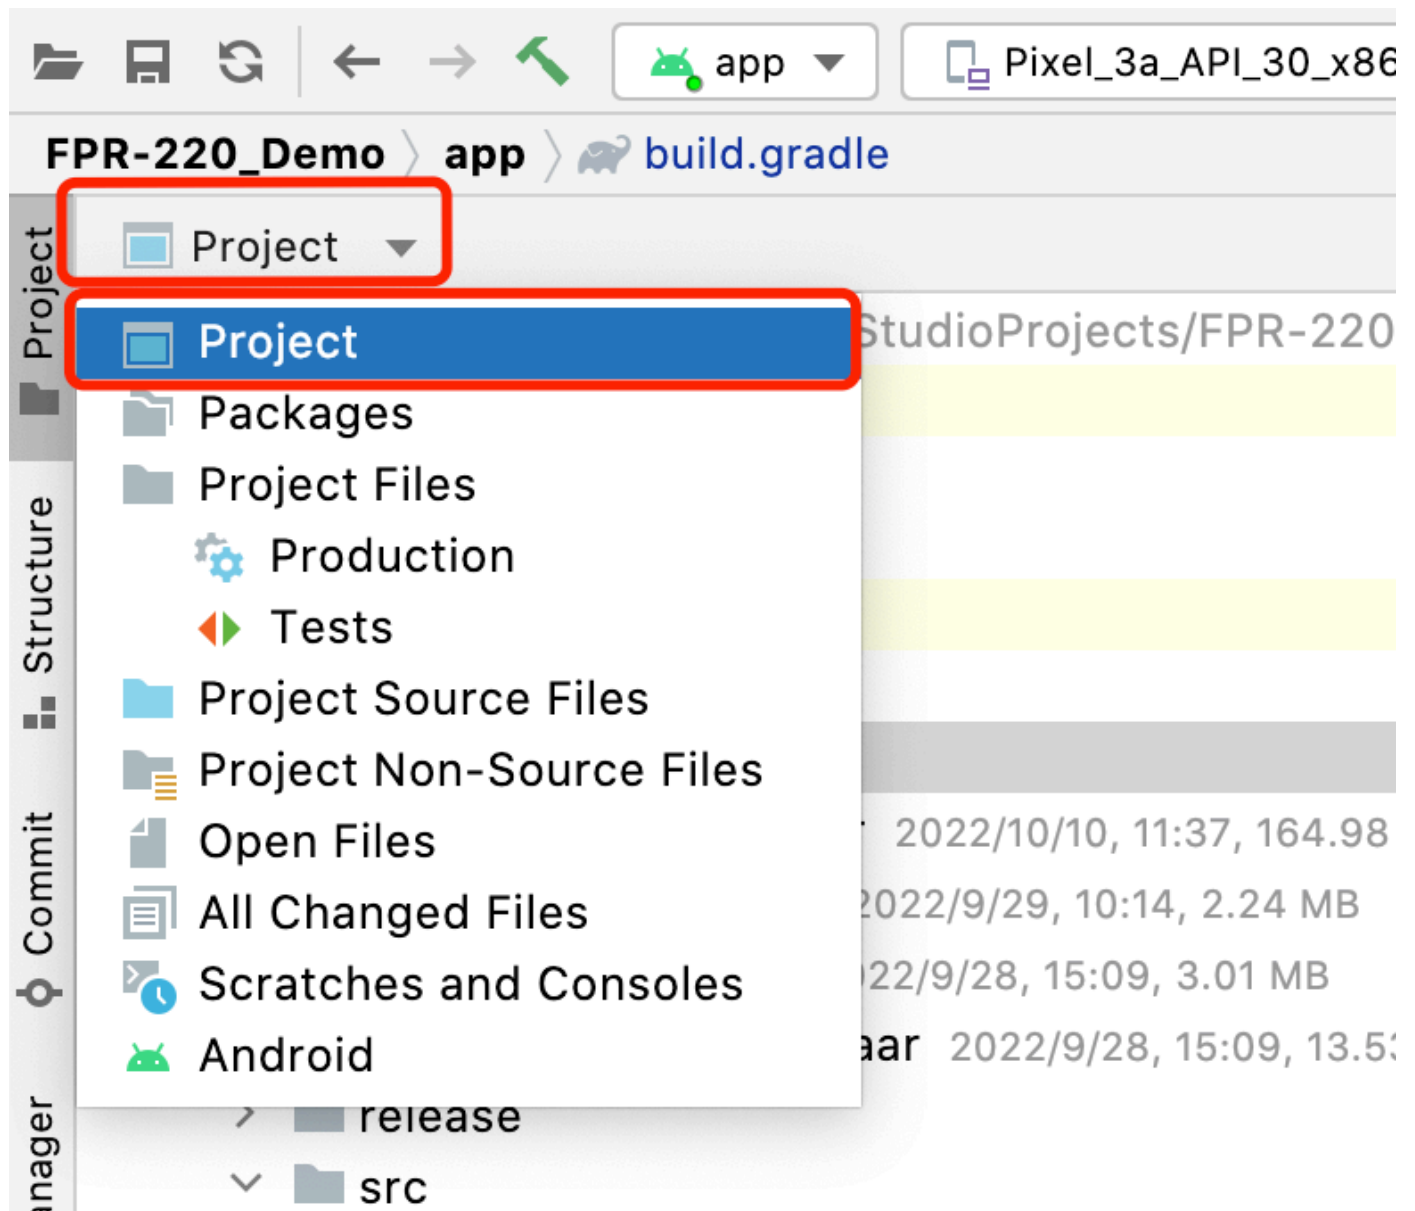 app
Pixel_3a_API_30_x86
FPR-220_Demo app build.gradle
Project
Project
StudioProjects/FPR-220
Packages
Project Files
Production
Tests
Project Source Files
Project Non-Source Files
Open Files
2022/10/10, 11:37, 164.98
All Changed Files
2022/9/29, 10:14, 2.24 MB
Scratches and Consoles
22/9/28, 15:09, 3.01 MB
Android
aar 2022/9/28, 15:09, 13.53
release
src
Project
Structure
Commit
anager